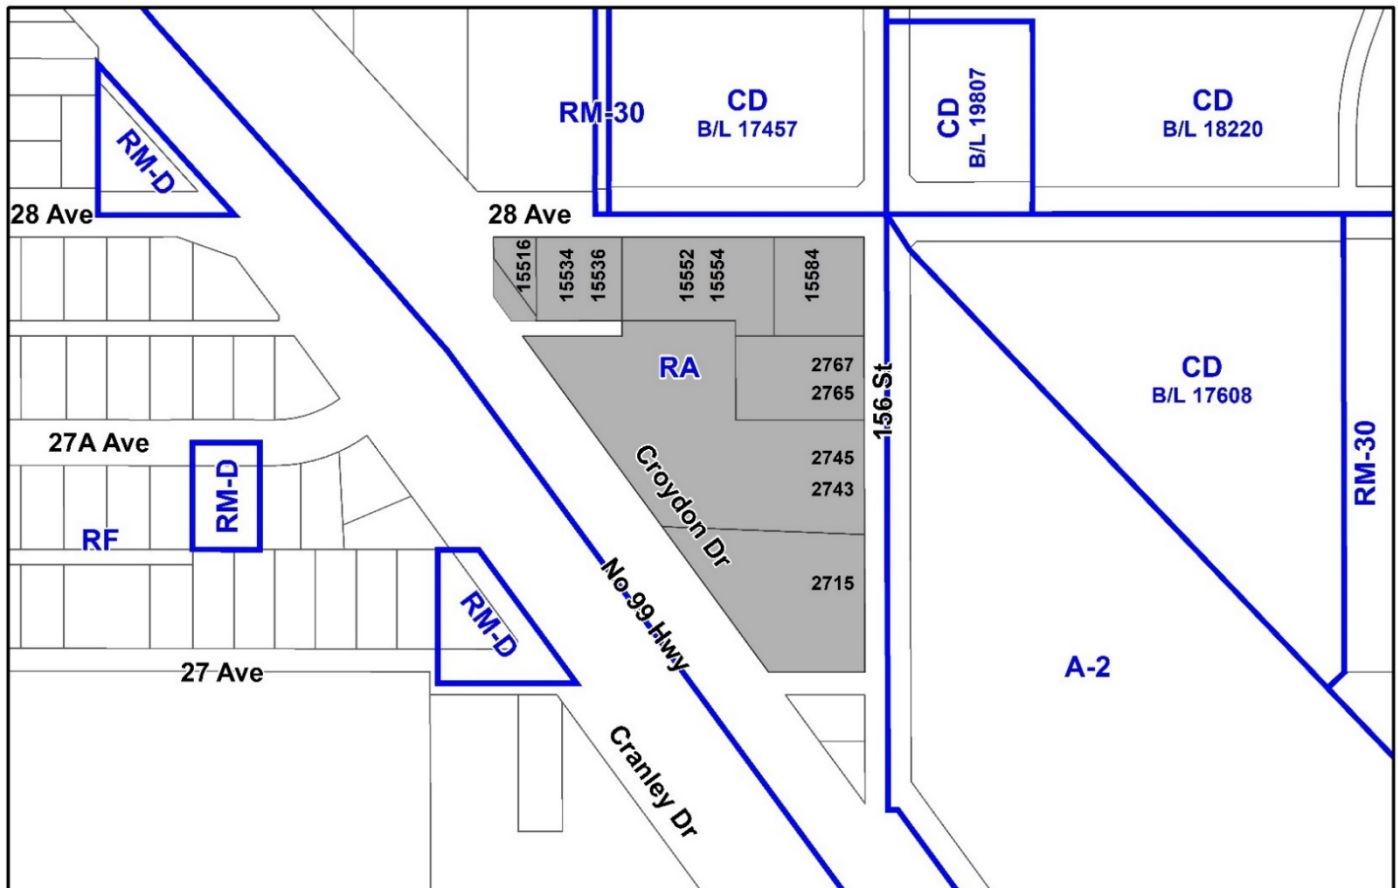 RM-30
CD
B/L 17457
CD
B/L 19807
CD
B/L 18220
RM-D
28 Ave
28 Ave
15516
15534
15536
15552
15554
15584
RA
2767
2765
156 St
CD
B/L 17608
27A Ave
RM-D
RF
Croydon Dr
2745
2743
RM-30
2715
No 99 Hwy
RM-D
27 Ave
A-2
Cranley Dr